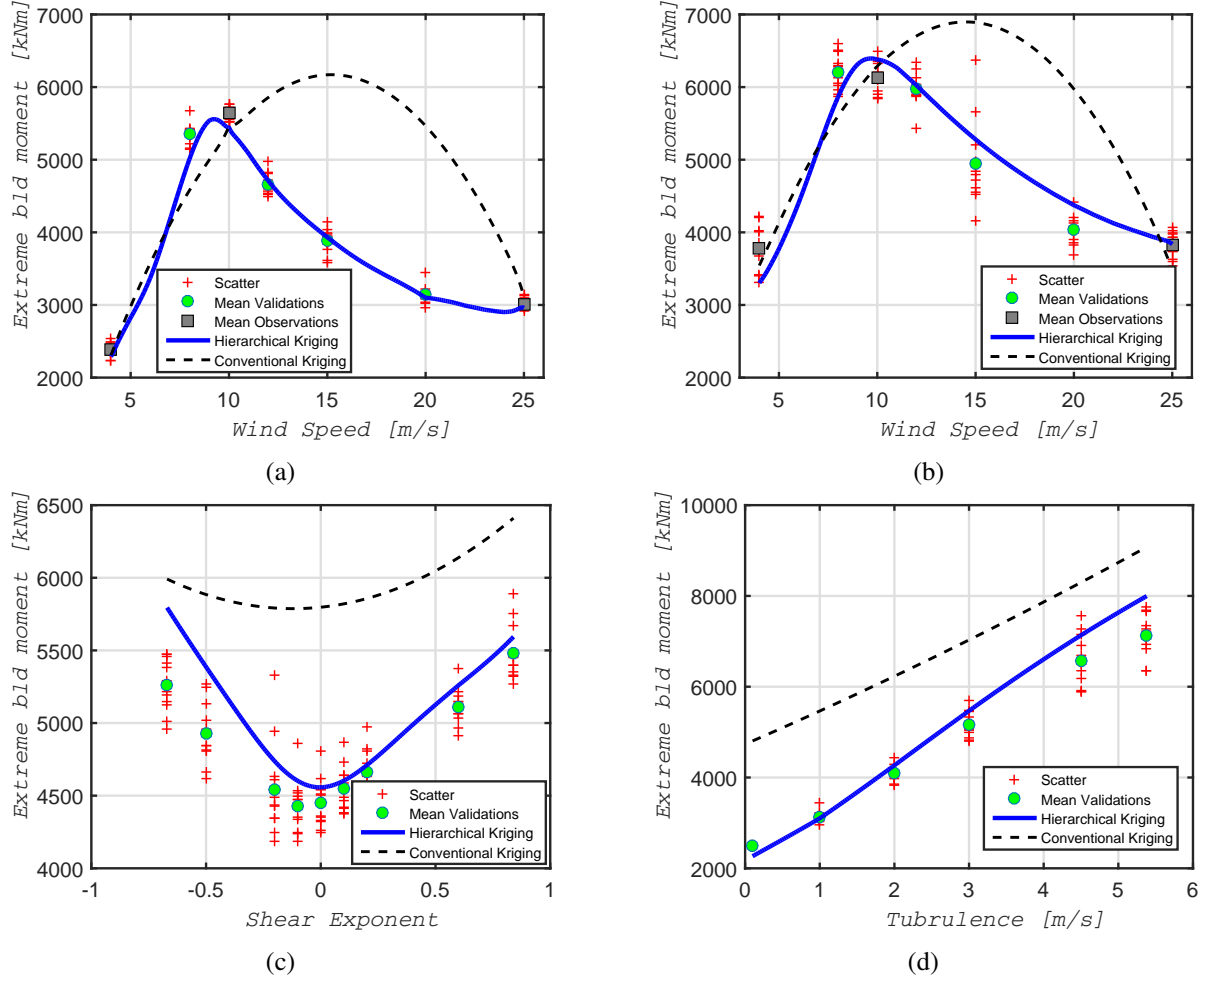 7000
6000
5000
4000
3000
2000
Extreme bld moment [kNm]
5 10 15 20 25
Wind Speed [m/s]
Scatter
Mean Validations
Mean Observations
Hierarchical Kriging
Conventional Kriging
(a)
7000
6000
5000
4000
3000
2000
Extreme bld moment [kNm]
5 10 15 20 25
Wind Speed [m/s]
Scatter
Mean Validations
Mean Observations
Hierarchical Kriging
Conventional Kriging
(b)
6500
6000
5500
5000
4500
4000
Extreme bld moment [kNm]
-1 -0.5 0 0.5 1
Shear Exponent
Scatter
Mean Validations
Hierarchical Kriging
Conventional Kriging
(c)
10000
8000
6000
4000
2000
Extreme bld moment [kNm]
0 1 2 3 4 5 6
Tubrulence [m/s]
Scatter
Mean Validations
Hierarchical Kriging
Conventional Kriging
(d)